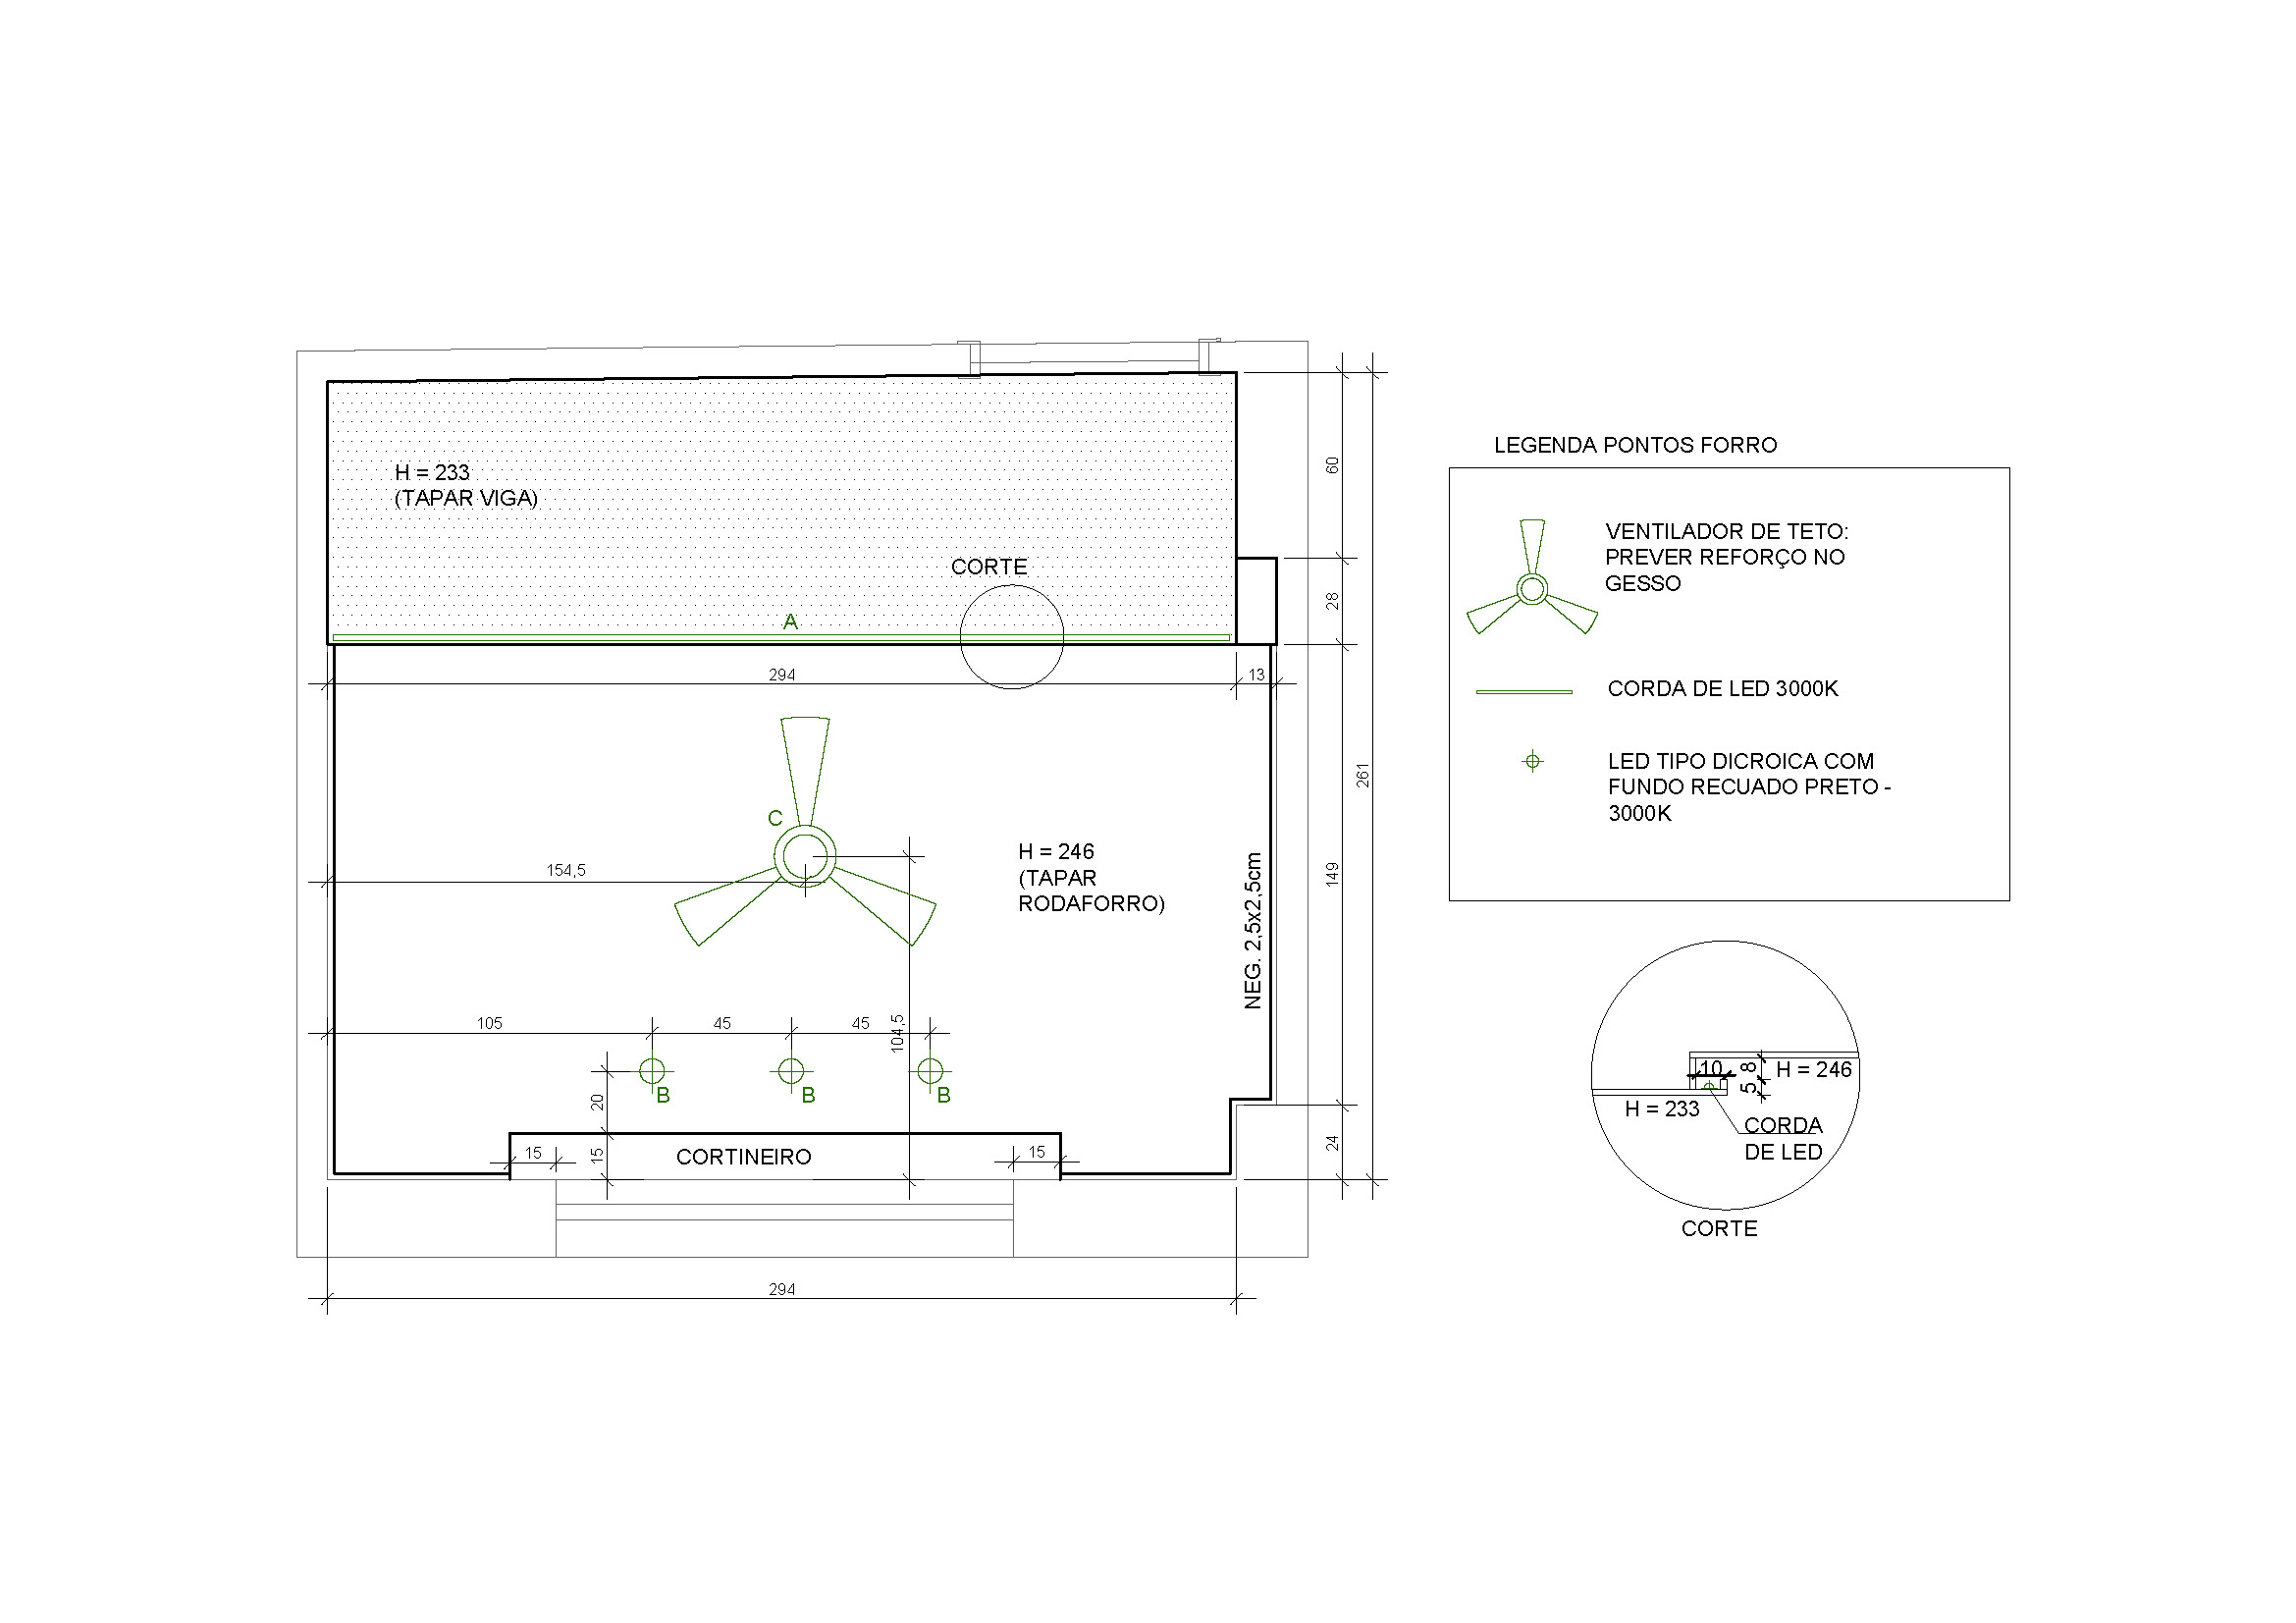 H = 233
(TAPAR VIGA)
CORTE
A
294
13
60
28
261
149
24
C
154,5
H = 246
(TAPAR
RODAFORRO)
NEG. 2,5x2,5cm
105
45
45
104,5
B
B
B
20
15
15
CORTINEIRO
15
294
LEGENDA PONTOS FORRO
VENTILADOR DE TETO:
PREVER REFORÇO NO
GESSO
CORDA DE LED 3000K
LED TIPO DICROICA COM
FUNDO RECUADO PRETO -
3000K
10
8
5
H = 246
H = 233
CORDA
DE LED
CORTE